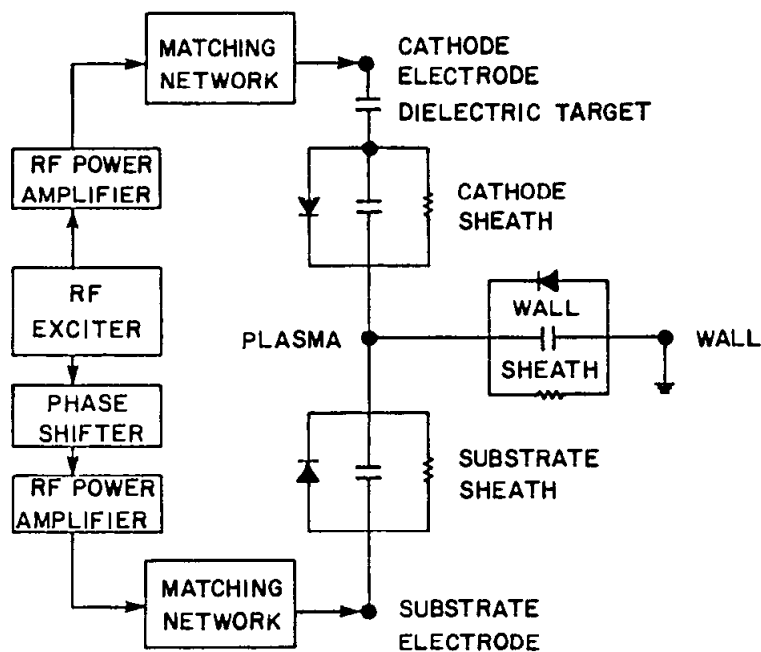 MATCHING
NETWORK
CATHODE
ELECTRODE
DIELECTRIC TARGET
RF POWER
AMPLIFIER
CATHODE
SHEATH
RF
EXCITER
PLASMA
WALL
SHEATH
WALL
PHASE
SHIFTER
SUBSTRATE
SHEATH
RF POWER
AMPLIFIER
MATCHING
NETWORK
SUBSTRATE
ELECTRODE